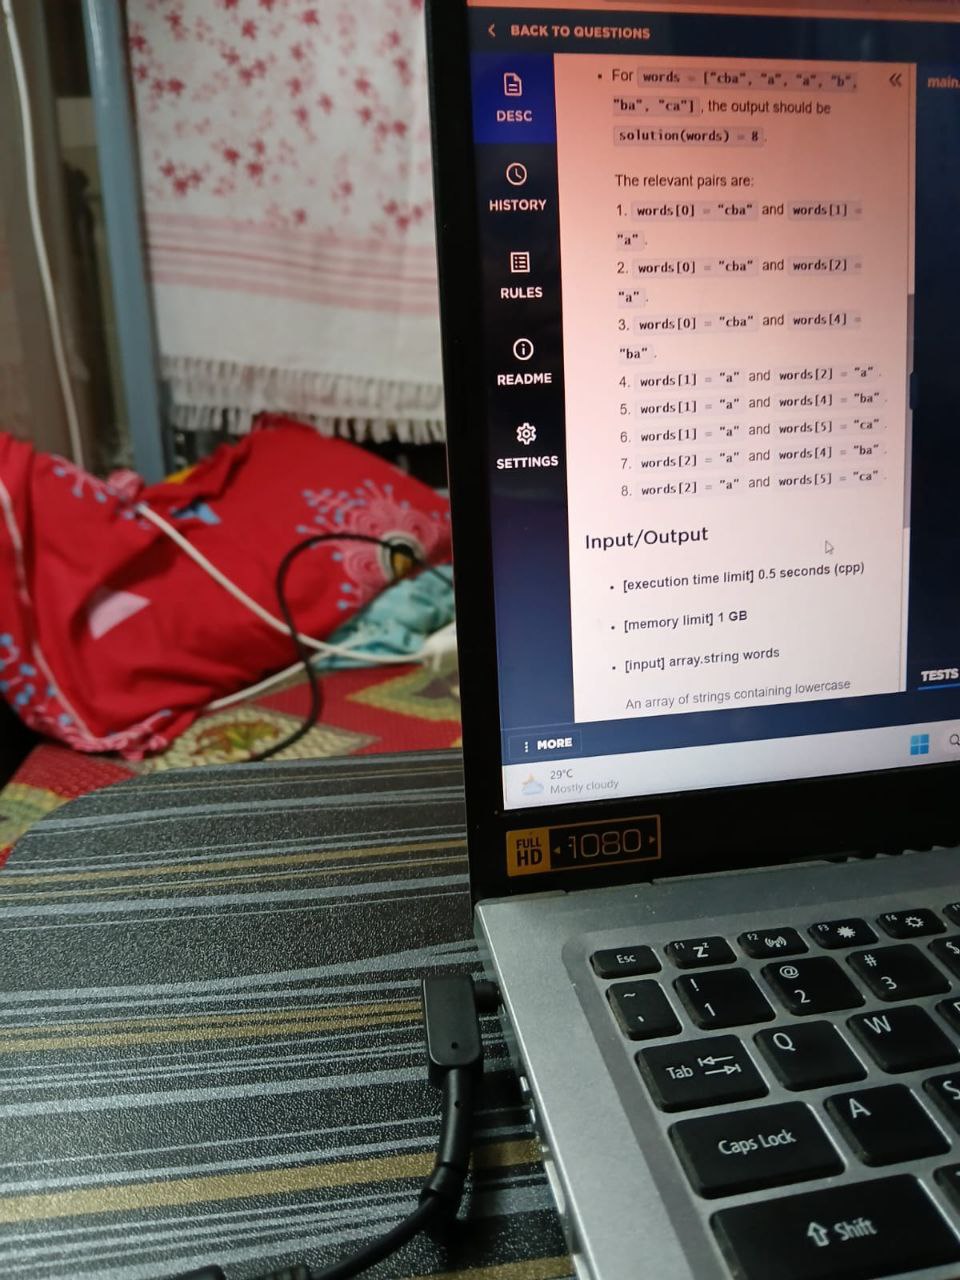 BACK TO QUESTIONS
DESC
HISTORY
RULES
README
SETTINGS
MORE
• For words = ["cba", "a", "a", "b",
"ba", "ca"] , the output should be
solution(words) = 8 .
The relevant pairs are:
1. words[0] = "cba" and words[1] =
"a" .
2. words[0] = "cba" and words[2] =
"a" .
3. words[0] = "cba" and words[4] =
"ba" .
4. words[1] = "a" and words[2] = "a" .
5. words[1] = "a" and words[4] = "ba" .
6. words[1] = "a" and words[5] = "ca" .
7. words[2] = "a" and words[4] = "ba" .
8. words[2] = "a" and words[5] = "ca" .
Input/Output
• [execution time limit] 0.5 seconds (cpp)
• [memory limit] 1 GB
• [input] array.string words
An array of strings containing lowercase
main.
TESTS
29°C
Mostly cloudy
FULL HD 1080
Esc F1 Zz F2 F3 F4
~ ! 1 @ 2 # 3 $
Tab Q W
Caps Lock A S
Shift